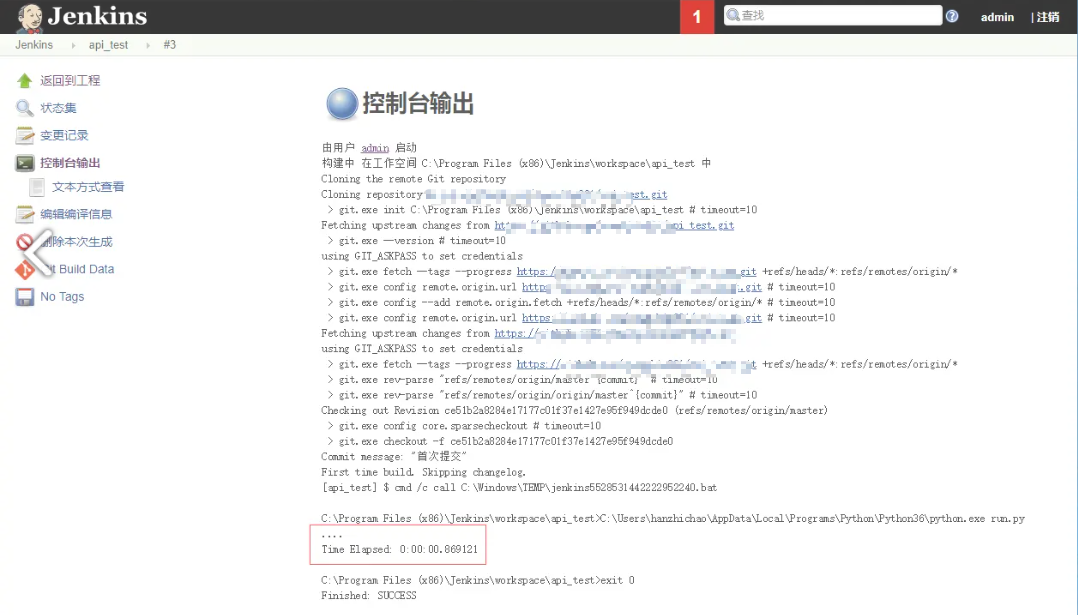 Jenkins
1
查找
admin
| 注销
Jenkins
api_test
#3
返回到工程
状态集
变更记录
控制台输出
文本方式查看
编辑编译信息
删除本次生成
Build Data
No Tags
控制台输出
由用户 admin 启动
构建中 在工作空间 C:\Program Files (x86)\Jenkins\workspace\api_test 中
Cloning the remote Git repository
Cloning repository
> git.exe init C:\Program Files (x86)\Jenkins\workspace\api_test # timeout=10
Fetching upstream changes from api_test.git
> git.exe --version # timeout=10
using GIT_ASKPASS to set credentials
> git.exe fetch --tags --progress https:/ .git +refs/heads/*:refs/remotes/origin/*
> git.exe config remote.origin.url https .git # timeout=10
> git.exe config --add remote.origin.fetch +refs/heads/*:refs/remotes/origin/* # timeout=10
> git.exe config remote.origin.url https: .git # timeout=10
Fetching upstream changes from https://
using GIT_ASKPASS to set credentials
> git.exe fetch --tags --progress https:// +refs/heads/*:refs/remotes/origin/*
> git.exe rev-parse "refs/remotes/origin/master^{commit}" # timeout=10
> git.exe rev-parse "refs/remotes/origin/origin/master^{commit}" # timeout=10
Checking out Revision ce51b2a8284e17177c01f37e1427e95f949dcde0 (refs/remotes/origin/master)
> git.exe config core.sparsecheckout # timeout=10
> git.exe checkout -f ce51b2a8284e17177c01f37e1427e95f949dcde0
Commit message: "首次提交"
First time build. Skipping changelog.
[api_test] $ cmd /c call C:\Windows\TEMP\jenkins5528531442222952240.bat
C:\Program Files (x86)\Jenkins\workspace\api_test>C:\Users\hanzhichao\AppData\Local\Programs\Python\Python36\python.exe run.py
....
Time Elapsed: 0:00:00.869121
C:\Program Files (x86)\Jenkins\workspace\api_test>exit 0
Finished: SUCCESS